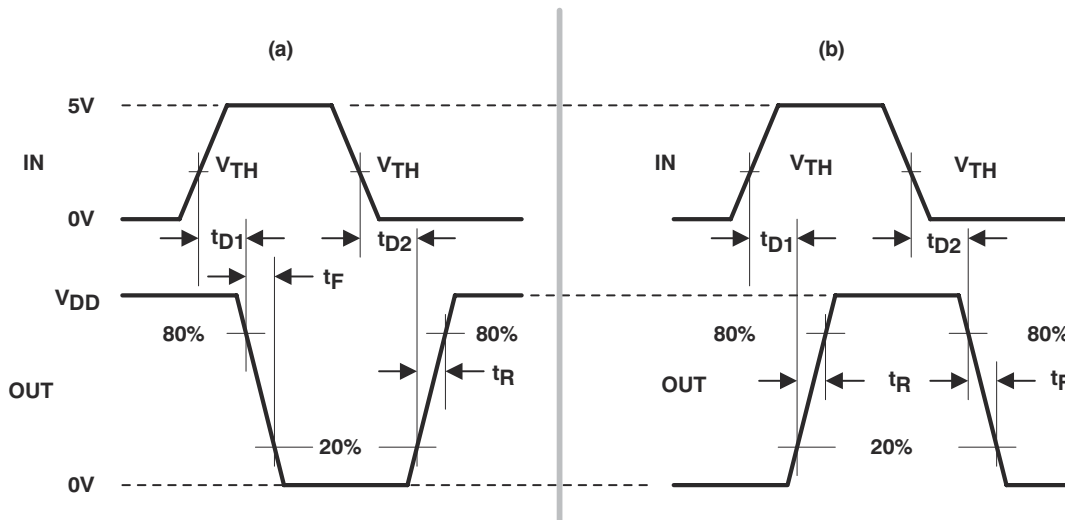 (a)
5V
IN
VTH
VTH
0V
tD1
tD2
tF
VDD
80%
80%
OUT
tR
20%
0V
(b)
IN
VTH
VTH
tD1
tD2
80%
80%
OUT
tR
tF
20%